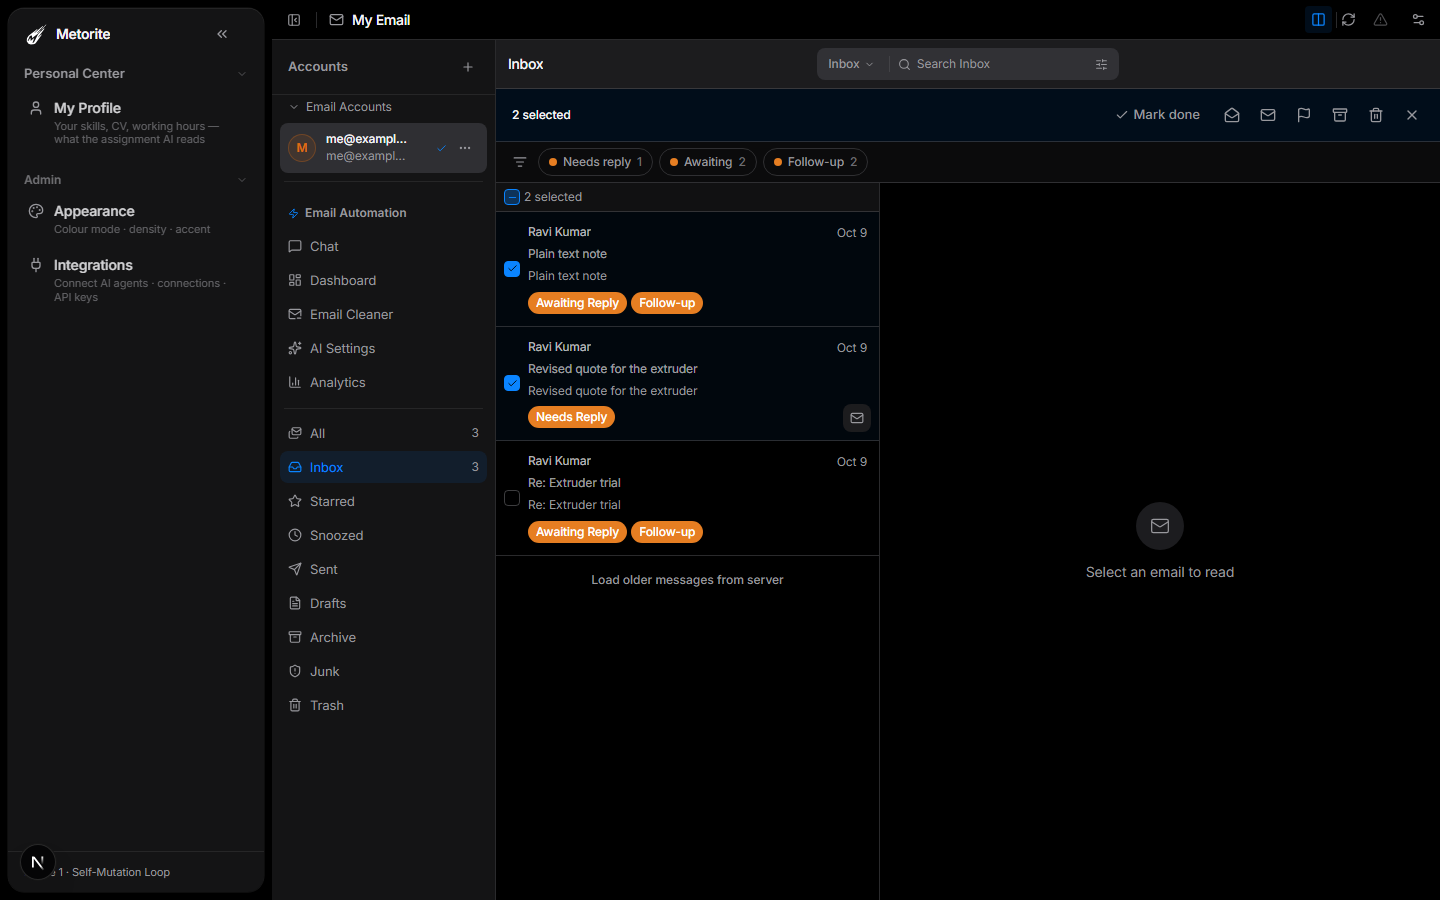 Metorite
Personal Center
My Profile
Your skills, CV, working hours —
what the assignment AI reads
Admin
Appearance
Colour mode · density · accent
Integrations
Connect AI agents · connections ·
API keys
N
1 · Self-Mutation Loop
My Email
Accounts
Email Accounts
M
me@exampl...
me@exampl...
Email Automation
Chat
Dashboard
Email Cleaner
AI Settings
Analytics
All 3
Inbox 3
Starred
Snoozed
Sent
Drafts
Archive
Junk
Trash
Inbox
Inbox
Search Inbox
2 selected
Mark done
Needs reply 1
Awaiting 2
Follow-up 2
2 selected
Ravi Kumar Oct 9
Plain text note
Plain text note
Awaiting Reply Follow-up
Ravi Kumar Oct 9
Revised quote for the extruder
Revised quote for the extruder
Needs Reply
Ravi Kumar Oct 9
Re: Extruder trial
Re: Extruder trial
Awaiting Reply Follow-up
Load older messages from server
Select an email to read